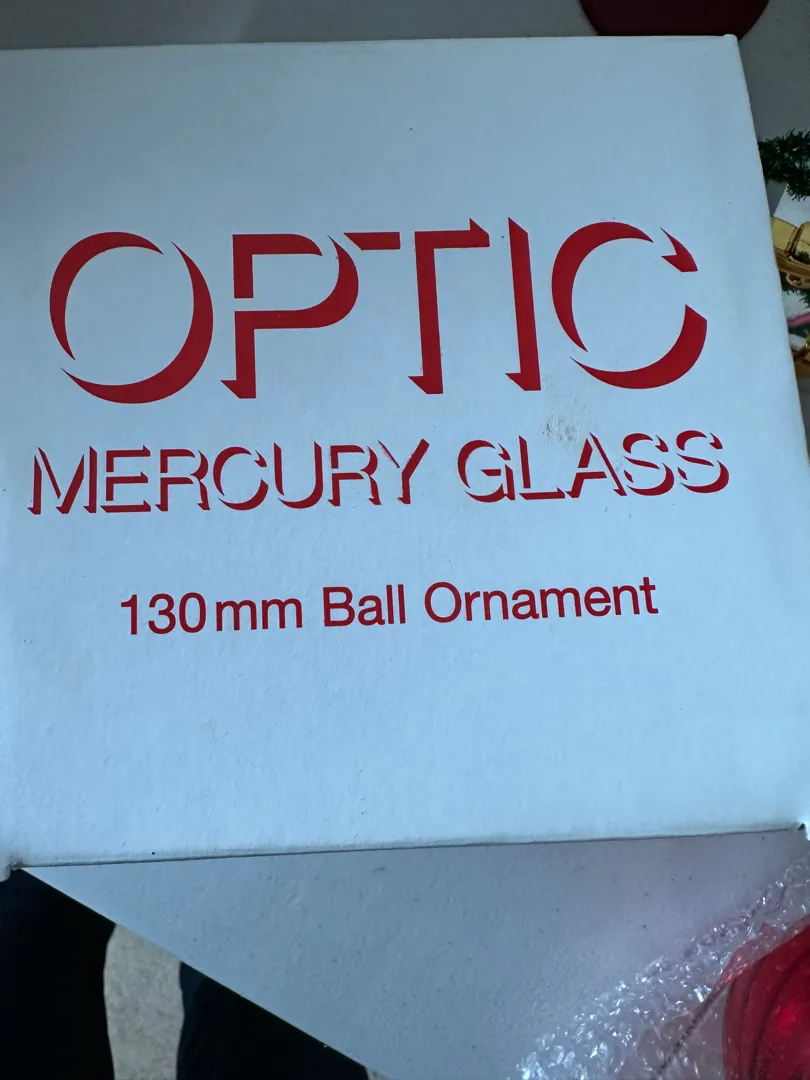 OPTIC
MERCURY GLASS
130mm Ball Ornament